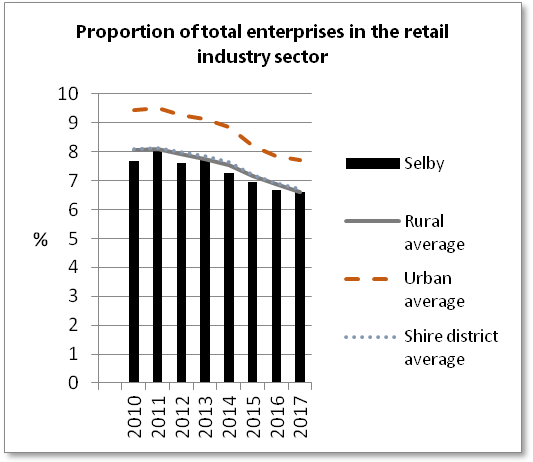 Proportion of total enterprises in the retail
industry sector
10
9
8
7
6
5
4
3
2
1
0
%
2010
2011
2012
2013
2014
2015
2016
2017
Selby
Rural
average
Urban
average
Shire district
average